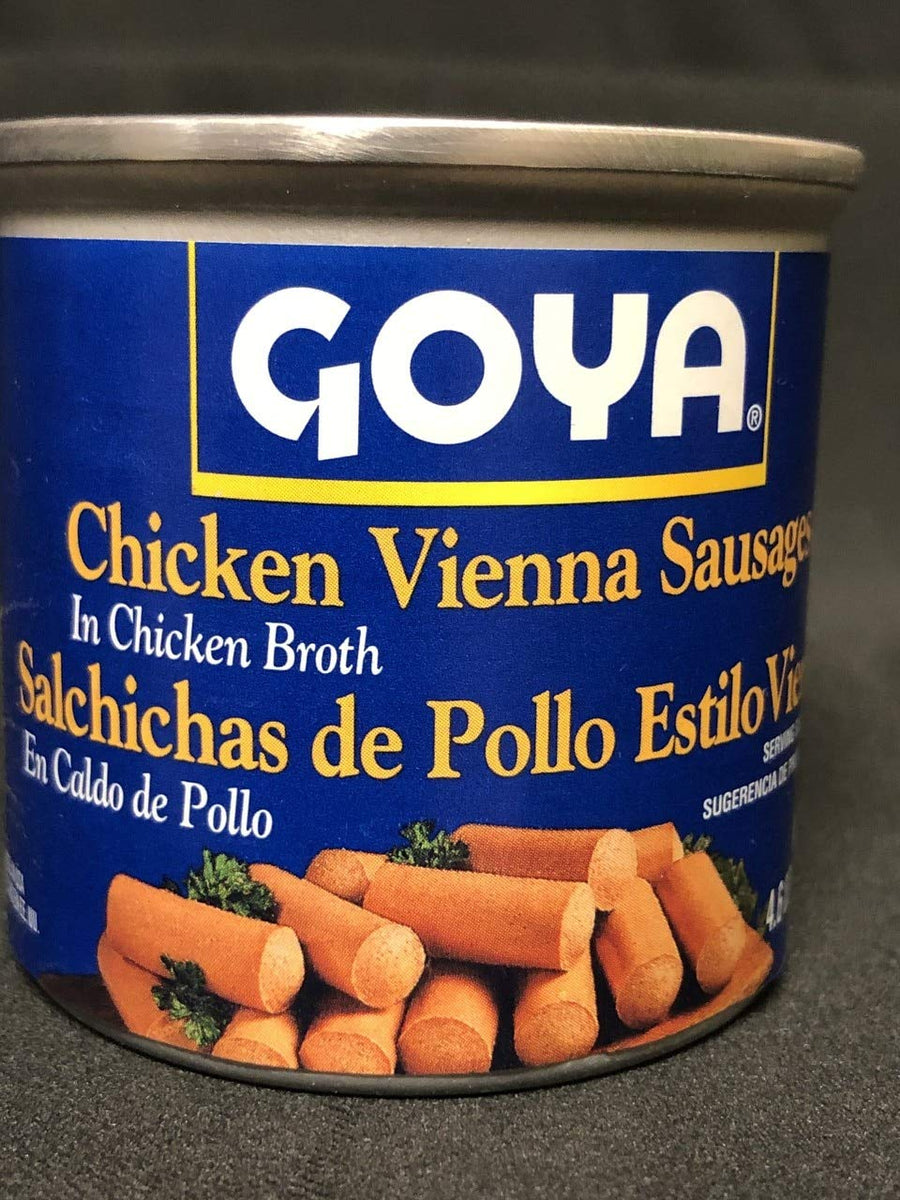 GOYA®
Chicken Vienna Sausages
In Chicken Broth
Salchichas de Pollo Estilo
En Caldo de Pollo
SUGERENCIA DE